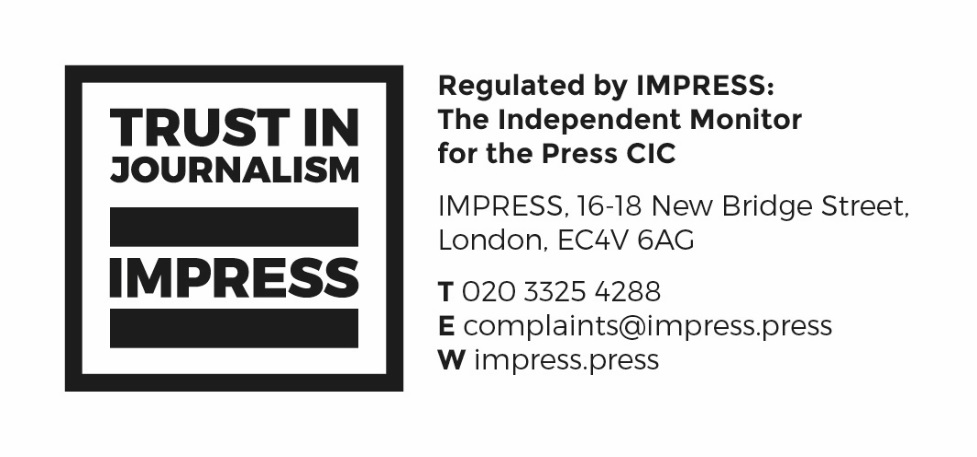 TRUST IN
JOURNALISM
IMPRESS
Regulated by IMPRESS:
The Independent Monitor
for the Press CIC
IMPRESS, 16-18 New Bridge Street,
London, EC4V 6AG
T 020 3325 4288
E complaints@impress.press
W impress.press